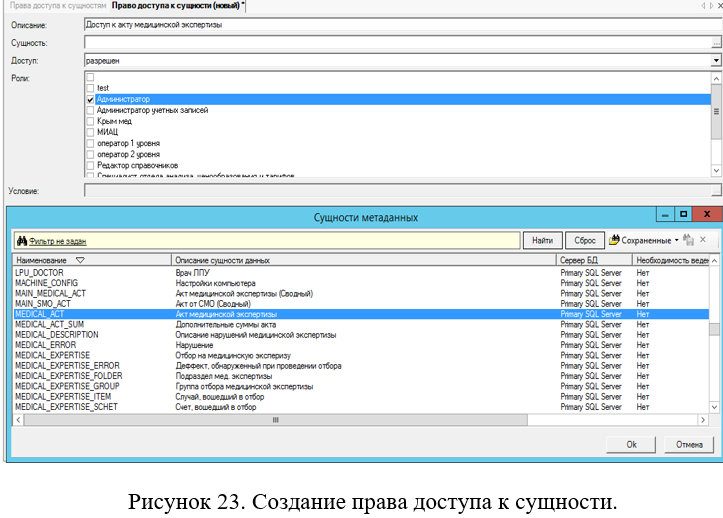 Права доступа к сущностям Право доступа к сущности (новый) *
Описание: Доступ к акту медицинской экспертизы
Сущность: ...
Доступ: разрешен
Роли:
test
Администратор
Администратор учетных записей
Крым мед
МИАЦ
оператор 1 уровня
оператор 2 уровня
Редактор справочников
Специалист отдела анализа, ценообразования и тарифов
Условие:
Сущности метаданных
Фильтр не задан Найти Сброс Сохраненные
Наименование Описание сущности данных Сервер БД Необходимость веде
LPU_DOCTOR Врач ППУ Primary SQL Server Нет
MACHINE_CONFIG Настройки компьютера Primary SQL Server Нет
MAIN_MEDICAL_ACT Акт медицинской экспертизы (Сводный) Primary SQL Server Нет
MAIN_SMO_ACT Акт от СМО (Сводный) Primary SQL Server Нет
MEDICAL_ACT Акт медицинской экспертизы Primary SQL Server Нет
MEDICAL_ACT_SUM Дополнительные суммы акта Primary SQL Server Нет
MEDICAL_DESCRIPTION Описание нарушений медицинской экспертизы Primary SQL Server Нет
MEDICAL_ERROR Нарушение Primary SQL Server Нет
MEDICAL_EXPERTISE Отбор на медицинскую эксперизу Primary SQL Server Нет
MEDICAL_EXPERTISE_ERROR Деффект, обнаруженный при проведении отбора Primary SQL Server Нет
MEDICAL_EXPERTISE_FOLDER Подраздел мед. экспертизы Primary SQL Server Нет
MEDICAL_EXPERTISE_GROUP Группа отбора медицинской экспертизы Primary SQL Server Нет
MEDICAL_EXPERTISE_ITEM Случай, вошедший в отбор Primary SQL Server Нет
MEDICAL_EXPERTISE_SCHET Счет, вошедший в отбор Primary SQL Server Нет
Ok Отмена
Рисунок 23. Создание права доступа к сущности.